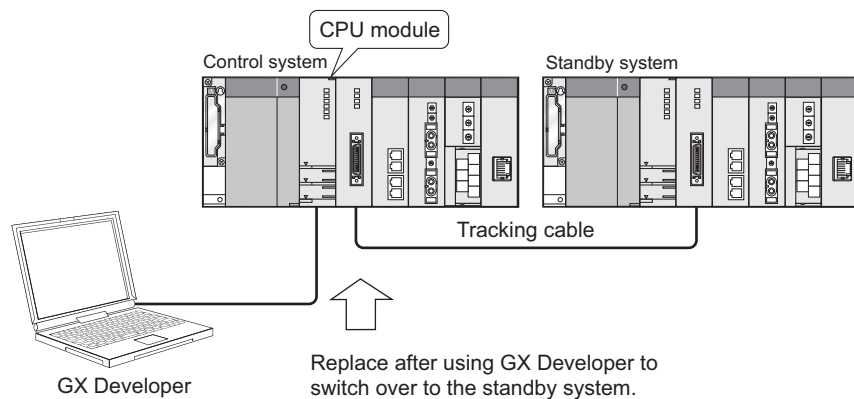 CPU module
Control system
Standby system
Tracking cable
GX Developer
Replace after using GX Developer to
switch over to the standby system.